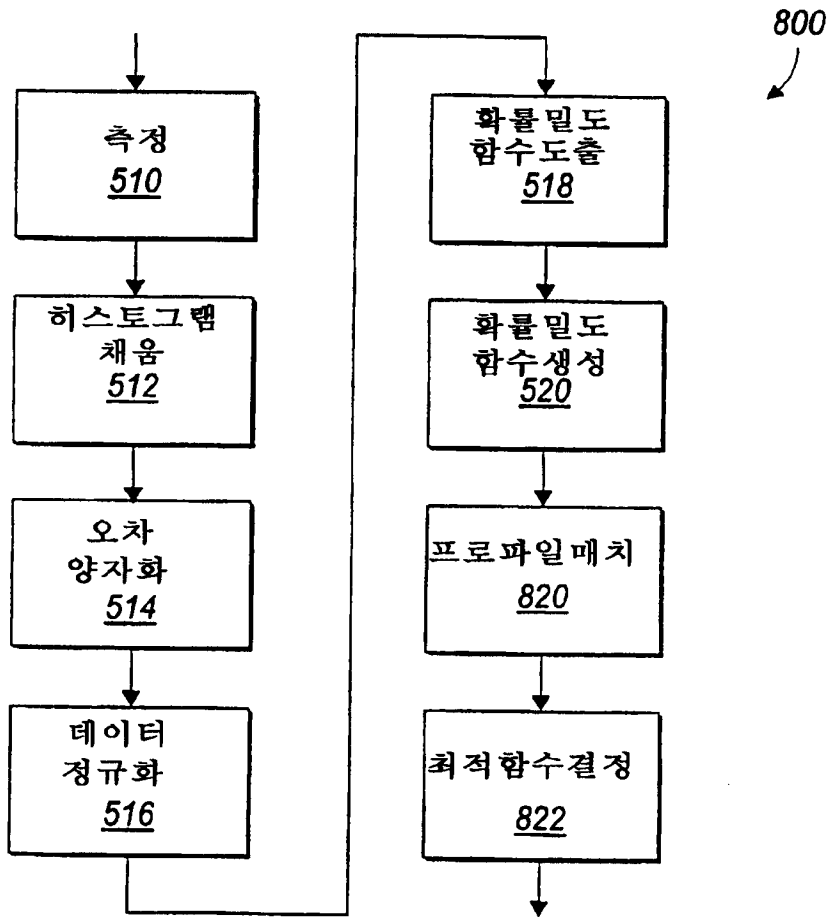 800
측정
510
히스토그램
채움
512
오차
양자화
514
데이터
정규화
516
확률밀도
함수도출
518
확률밀도
함수생성
520
프로파일매치
820
최적함수결정
822